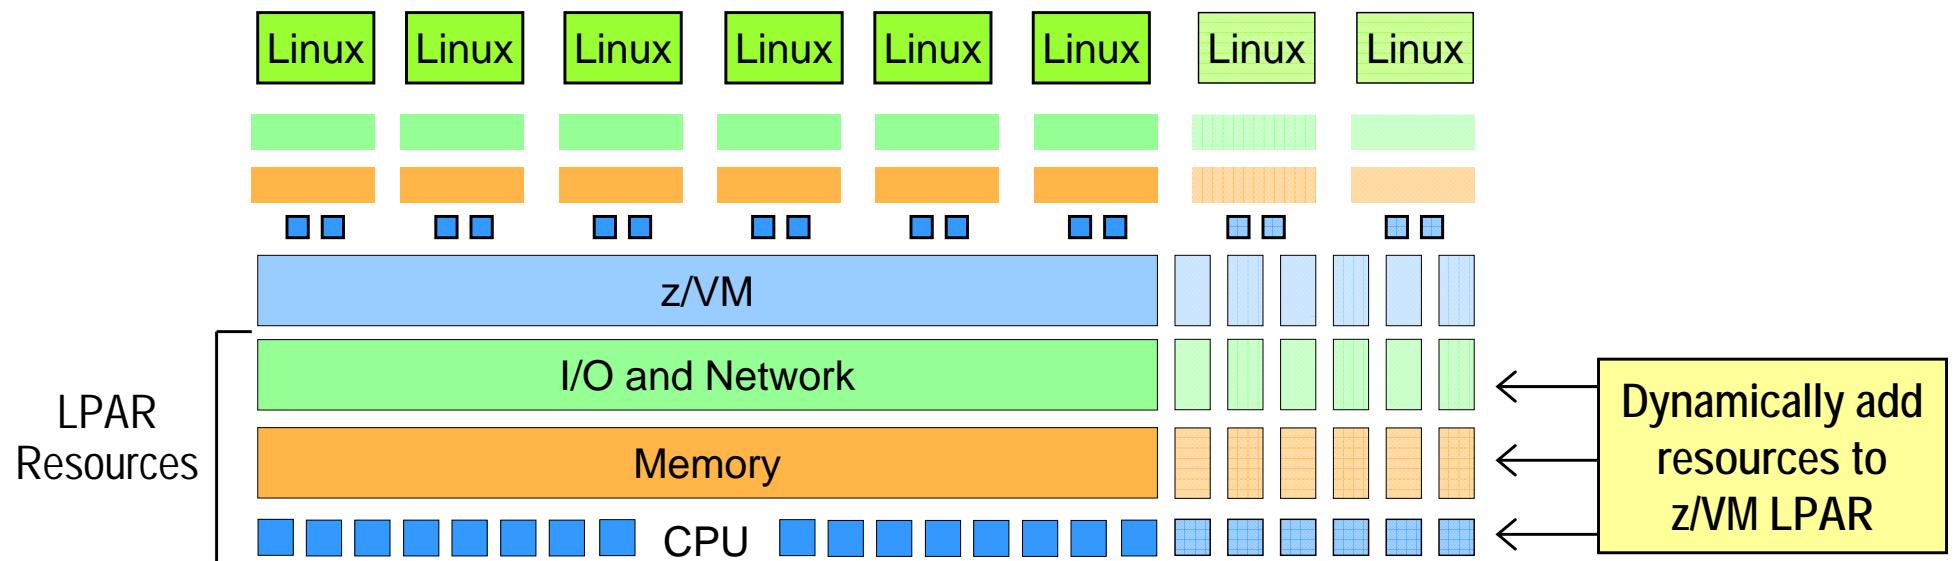 Linux Linux Linux Linux Linux Linux Linux Linux
z/VM
I/O and Network
LPAR
Resources
Memory
CPU
Dynamically add
resources to
z/VM LPAR